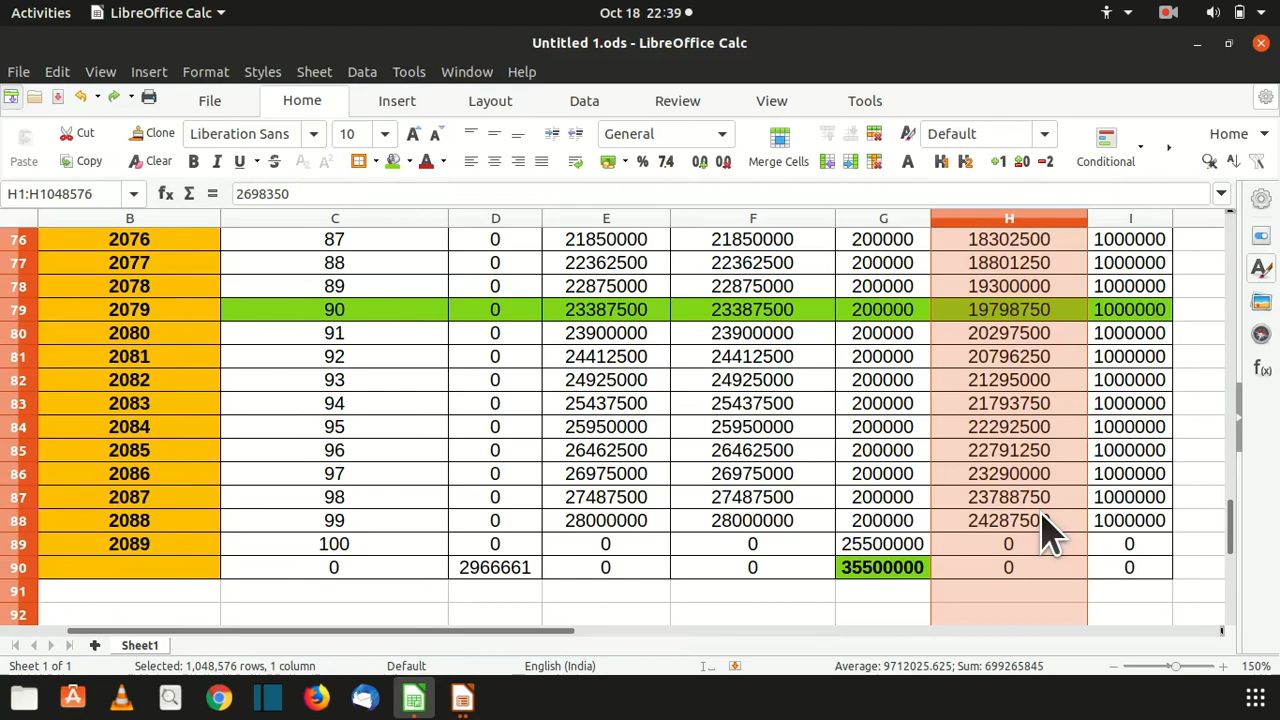 Activities LibreOffice Calc Oct 18 22:39
Untitled 1.ods - LibreOffice Calc
File Edit View Insert Format Styles Sheet Data Tools Window Help
File Home Insert Layout Data Review View Tools
Paste Cut Clone Liberation Sans 10 General Merge Cells Default Conditional Home
Copy Clear B I U S % 7.4
H1:H1048576 fx Σ = 2698350
B C D E F G H I
76 2076 87 0 21850000 21850000 200000 18302500 1000000
77 2077 88 0 22362500 22362500 200000 18801250 1000000
78 2078 89 0 22875000 22875000 200000 19300000 1000000
79 2079 90 0 23387500 23387500 200000 19798750 1000000
80 2080 91 0 23900000 23900000 200000 20297500 1000000
81 2081 92 0 24412500 24412500 200000 20796250 1000000
82 2082 93 0 24925000 24925000 200000 21295000 1000000
83 2083 94 0 25437500 25437500 200000 21793750 1000000
84 2084 95 0 25950000 25950000 200000 22292500 1000000
85 2085 96 0 26462500 26462500 200000 22791250 1000000
86 2086 97 0 26975000 26975000 200000 23290000 1000000
87 2087 98 0 27487500 27487500 200000 23788750 1000000
88 2088 99 0 28000000 28000000 200000 1000000
89 2089 100 0 0 0 25500000 0 0
90 0 2966661 0 0 35500000 0 0
91
92
Sheet1
Sheet 1 of 1 Selected: 1,048,576 rows, 1 column Default English (India) Average: 9712025.625; Sum: 699265845 150%